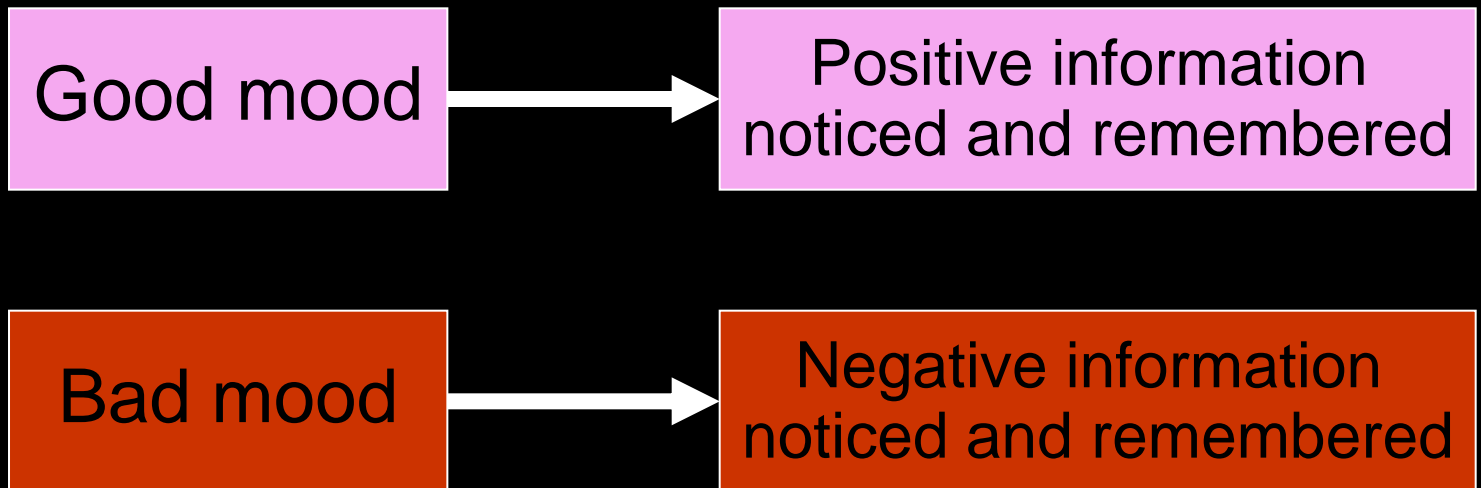 Good mood
Positive information
noticed and remembered
Bad mood
Negative information
noticed and remembered